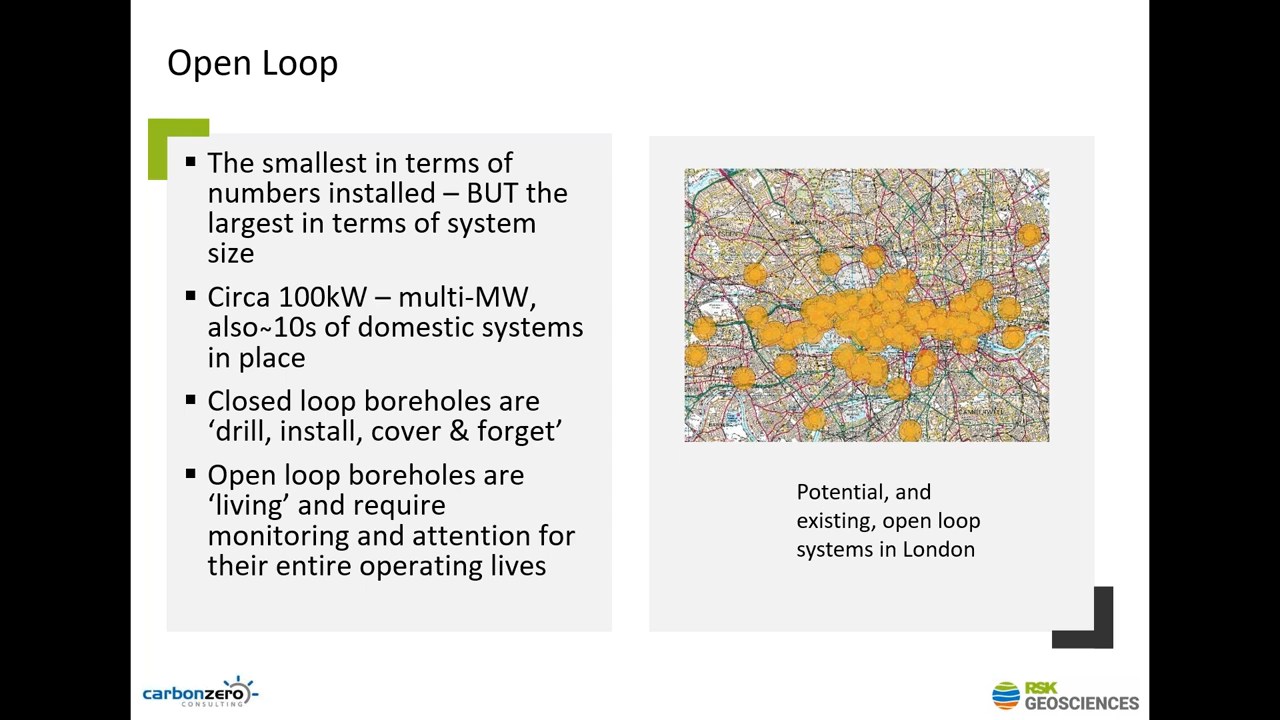 Open Loop
▪ The smallest in terms of
numbers installed – BUT the
largest in terms of system
size
▪ Circa 100kW – multi-MW,
also~10s of domestic systems
in place
▪ Closed loop boreholes are
‘drill, install, cover & forget’
▪ Open loop boreholes are
‘living’ and require
monitoring and attention for
their entire operating lives
Potential, and
existing, open loop
systems in London
carbonzero
CONSULTING
RSK
GEOSCIENCES